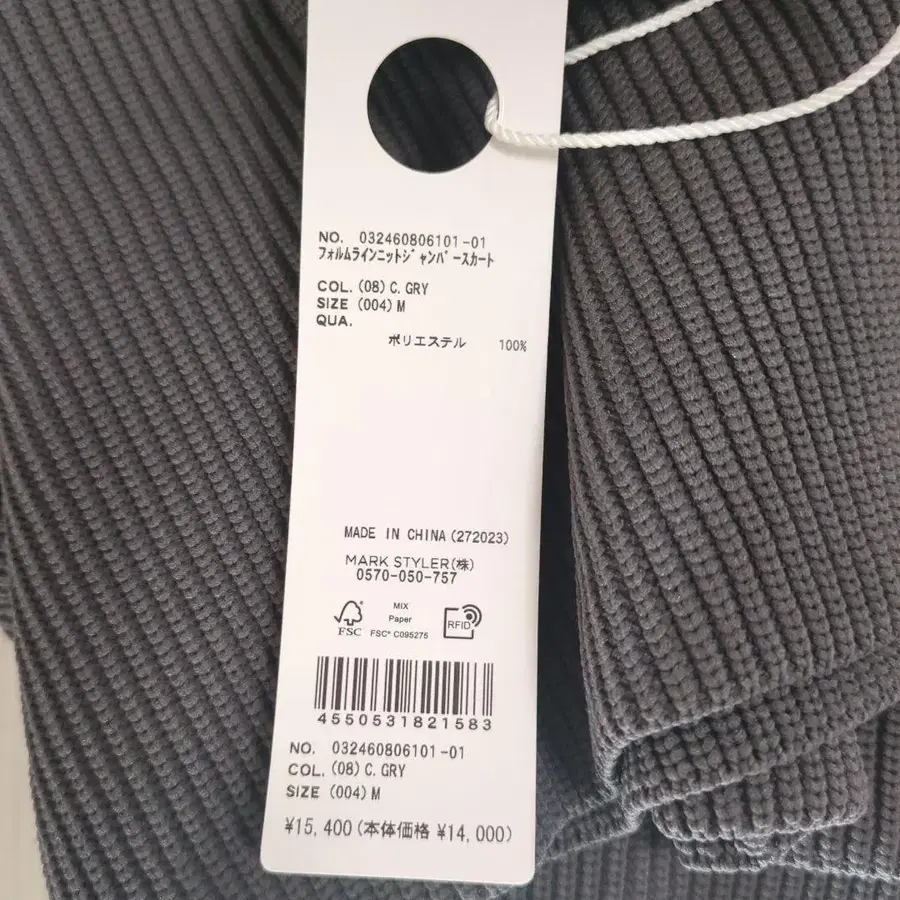 NO. 032460806101-01
フォルムラインニットジャンパースカート
COL. (08) C. GRY
SIZE (004) M
QUA.
ポリエステル 100%
MADE IN CHINA (272023)
MARK STYLER(株)
0570-050-757
FSC
MIX
Paper
FSC® C095275
RFID
4550531821583
NO. 032460806101-01
COL. (08) C. GRY
SIZE (004) M
¥15,400(本体価格 ¥14,000)